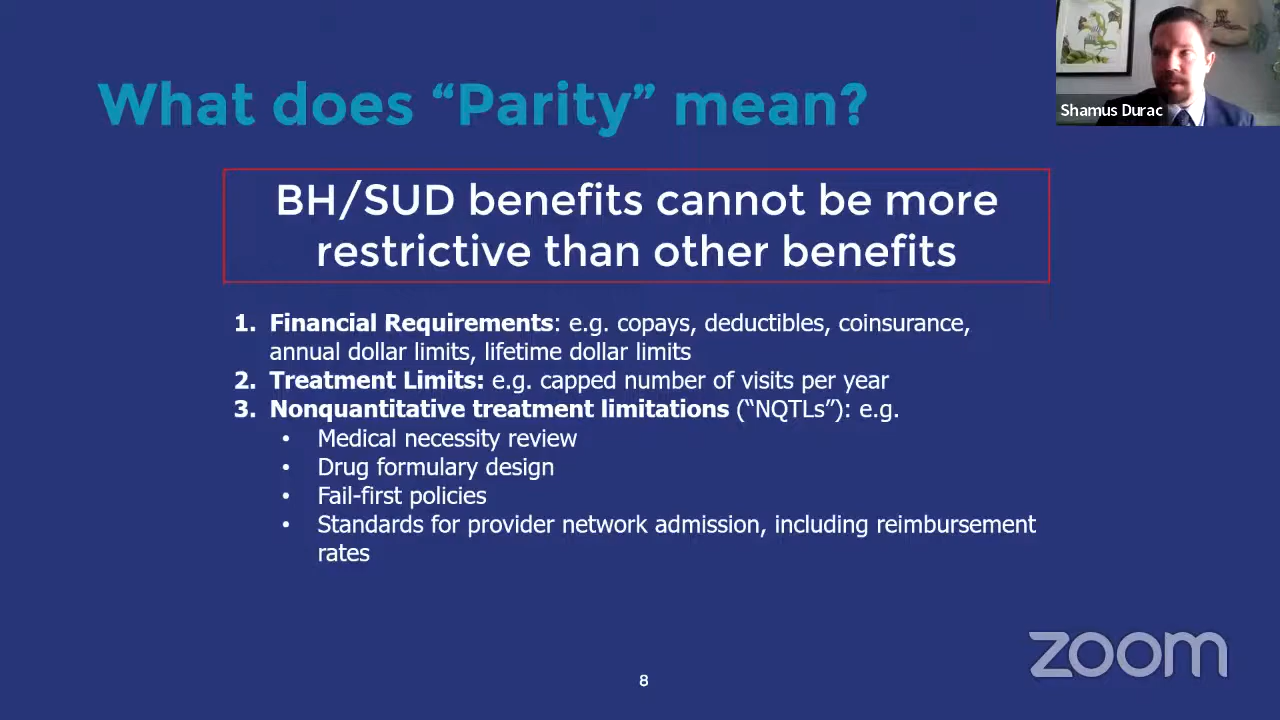 What does “Parity” mean?
Shamus Durac
BH/SUD benefits cannot be more
restrictive than other benefits
1. Financial Requirements: e.g. copays, deductibles, coinsurance,
annual dollar limits, lifetime dollar limits
2. Treatment Limits: e.g. capped number of visits per year
3. Nonquantitative treatment limitations (“NQTLs”): e.g.
• Medical necessity review
• Drug formulary design
• Fail-first policies
• Standards for provider network admission, including reimbursement
rates
zoom
8